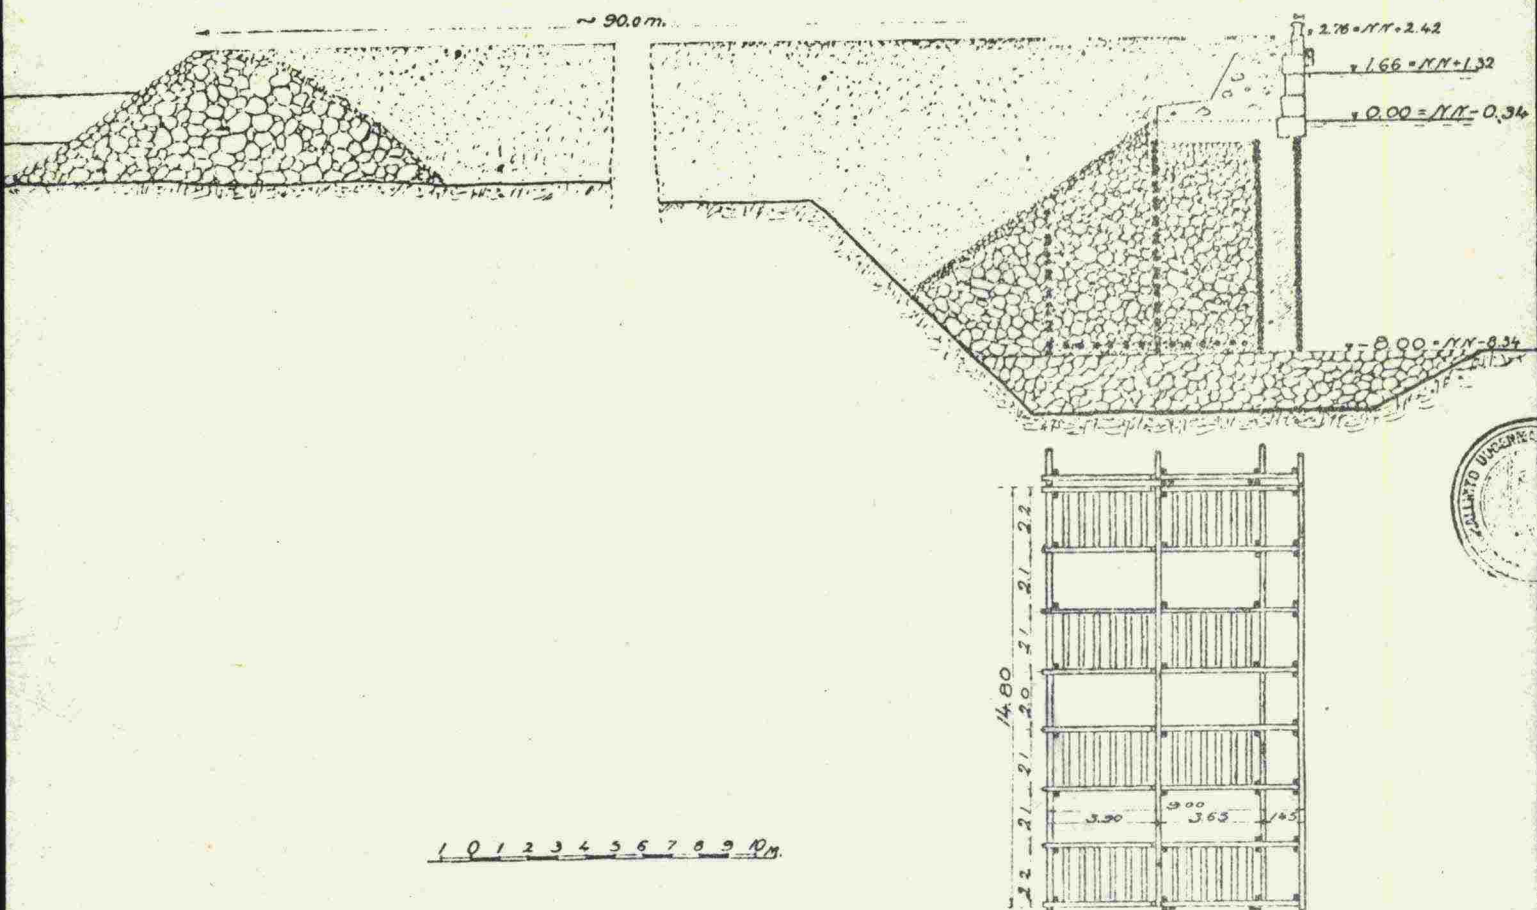 ~ 90.0 m.
2.76 = NN+2.42
1.66 = NN+1.32
0.00 = NN-0.34
-8.00 = NN-8.34
2.2
2.1
2.1
14.80
2.0
2.1
2.1
2.2
9.00
3.90 3.65 1.45
1 0 1 2 3 4 5 6 7 8 9 10 M.